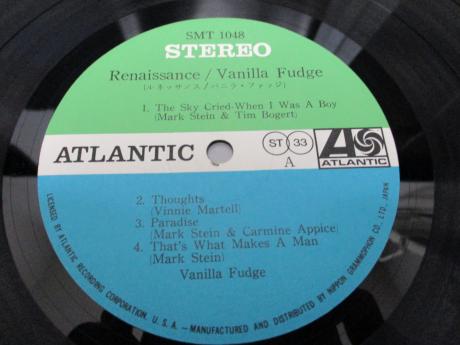 SMT 1048
STEREO
Renaissance / Vanilla Fudge
(ルネッサンス/バニラ・ファッジ)
1. The Sky Cried-When I Was A Boy
(Mark Stein & Tim Bogert)
ATLANTIC
ST 33
A
ATLANTIC
2. Thoughts
(Vinnie Martell)
3. Paradise
(Mark Stein & Carmine Appice)
4. That's What Makes A Man
(Mark Stein)
Vanilla Fudge
LICENSED BY ATLANTIC RECORDING CORPORATION, U.S.A.-MANUFACTURED AND DISTRIBUTED BY NIPPON GRAMMOPHON CO., LTD., JAPAN